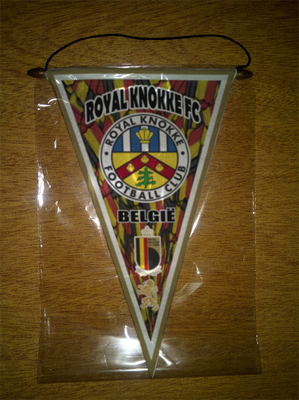 ROYAL KNOKKE FC
ROYAL KNOKKE
FOOTBALL CLUB
BELGIË